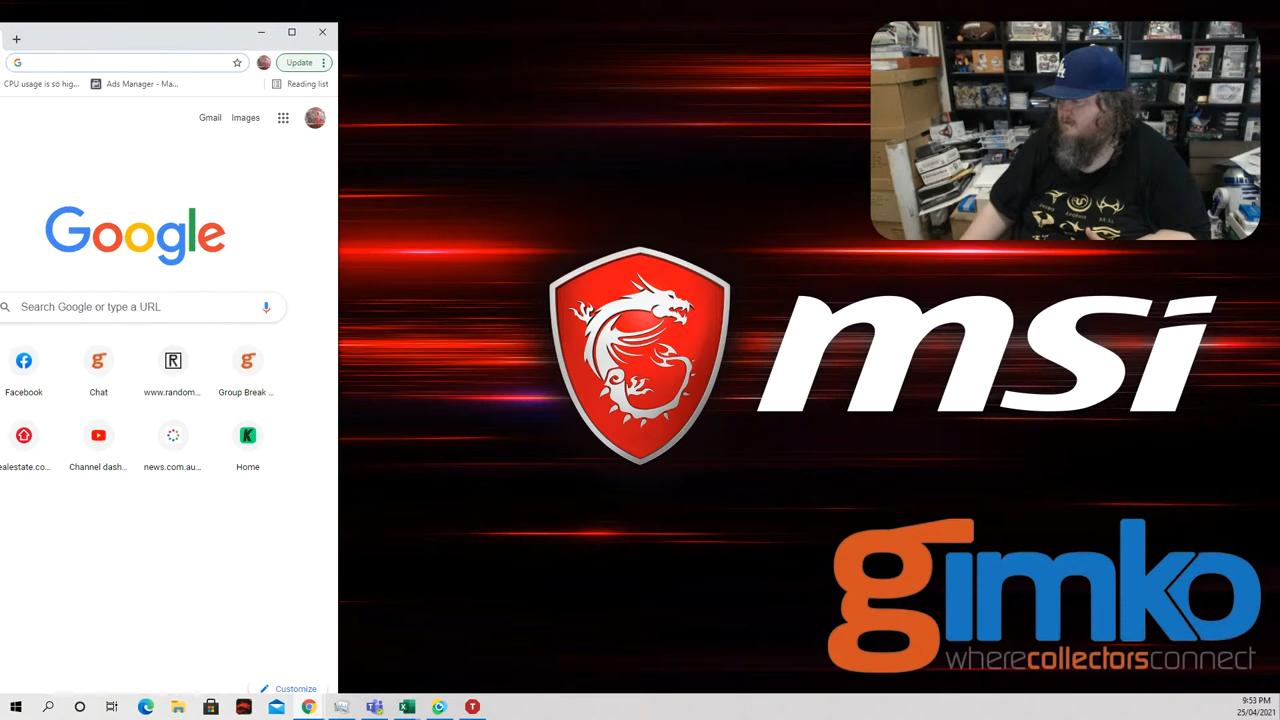 Update
CPU usage is so hig...
Ads Manager - Ma...
Reading list
Gmail
Images
Google
Search Google or type a URL
Facebook
Chat
www.random...
Group Break ...
ealestate.co...
Channel dash...
news.com.au...
Home
Customize
msi
gimko
wherecollectorsconnect
9:53 PM
25/04/2021